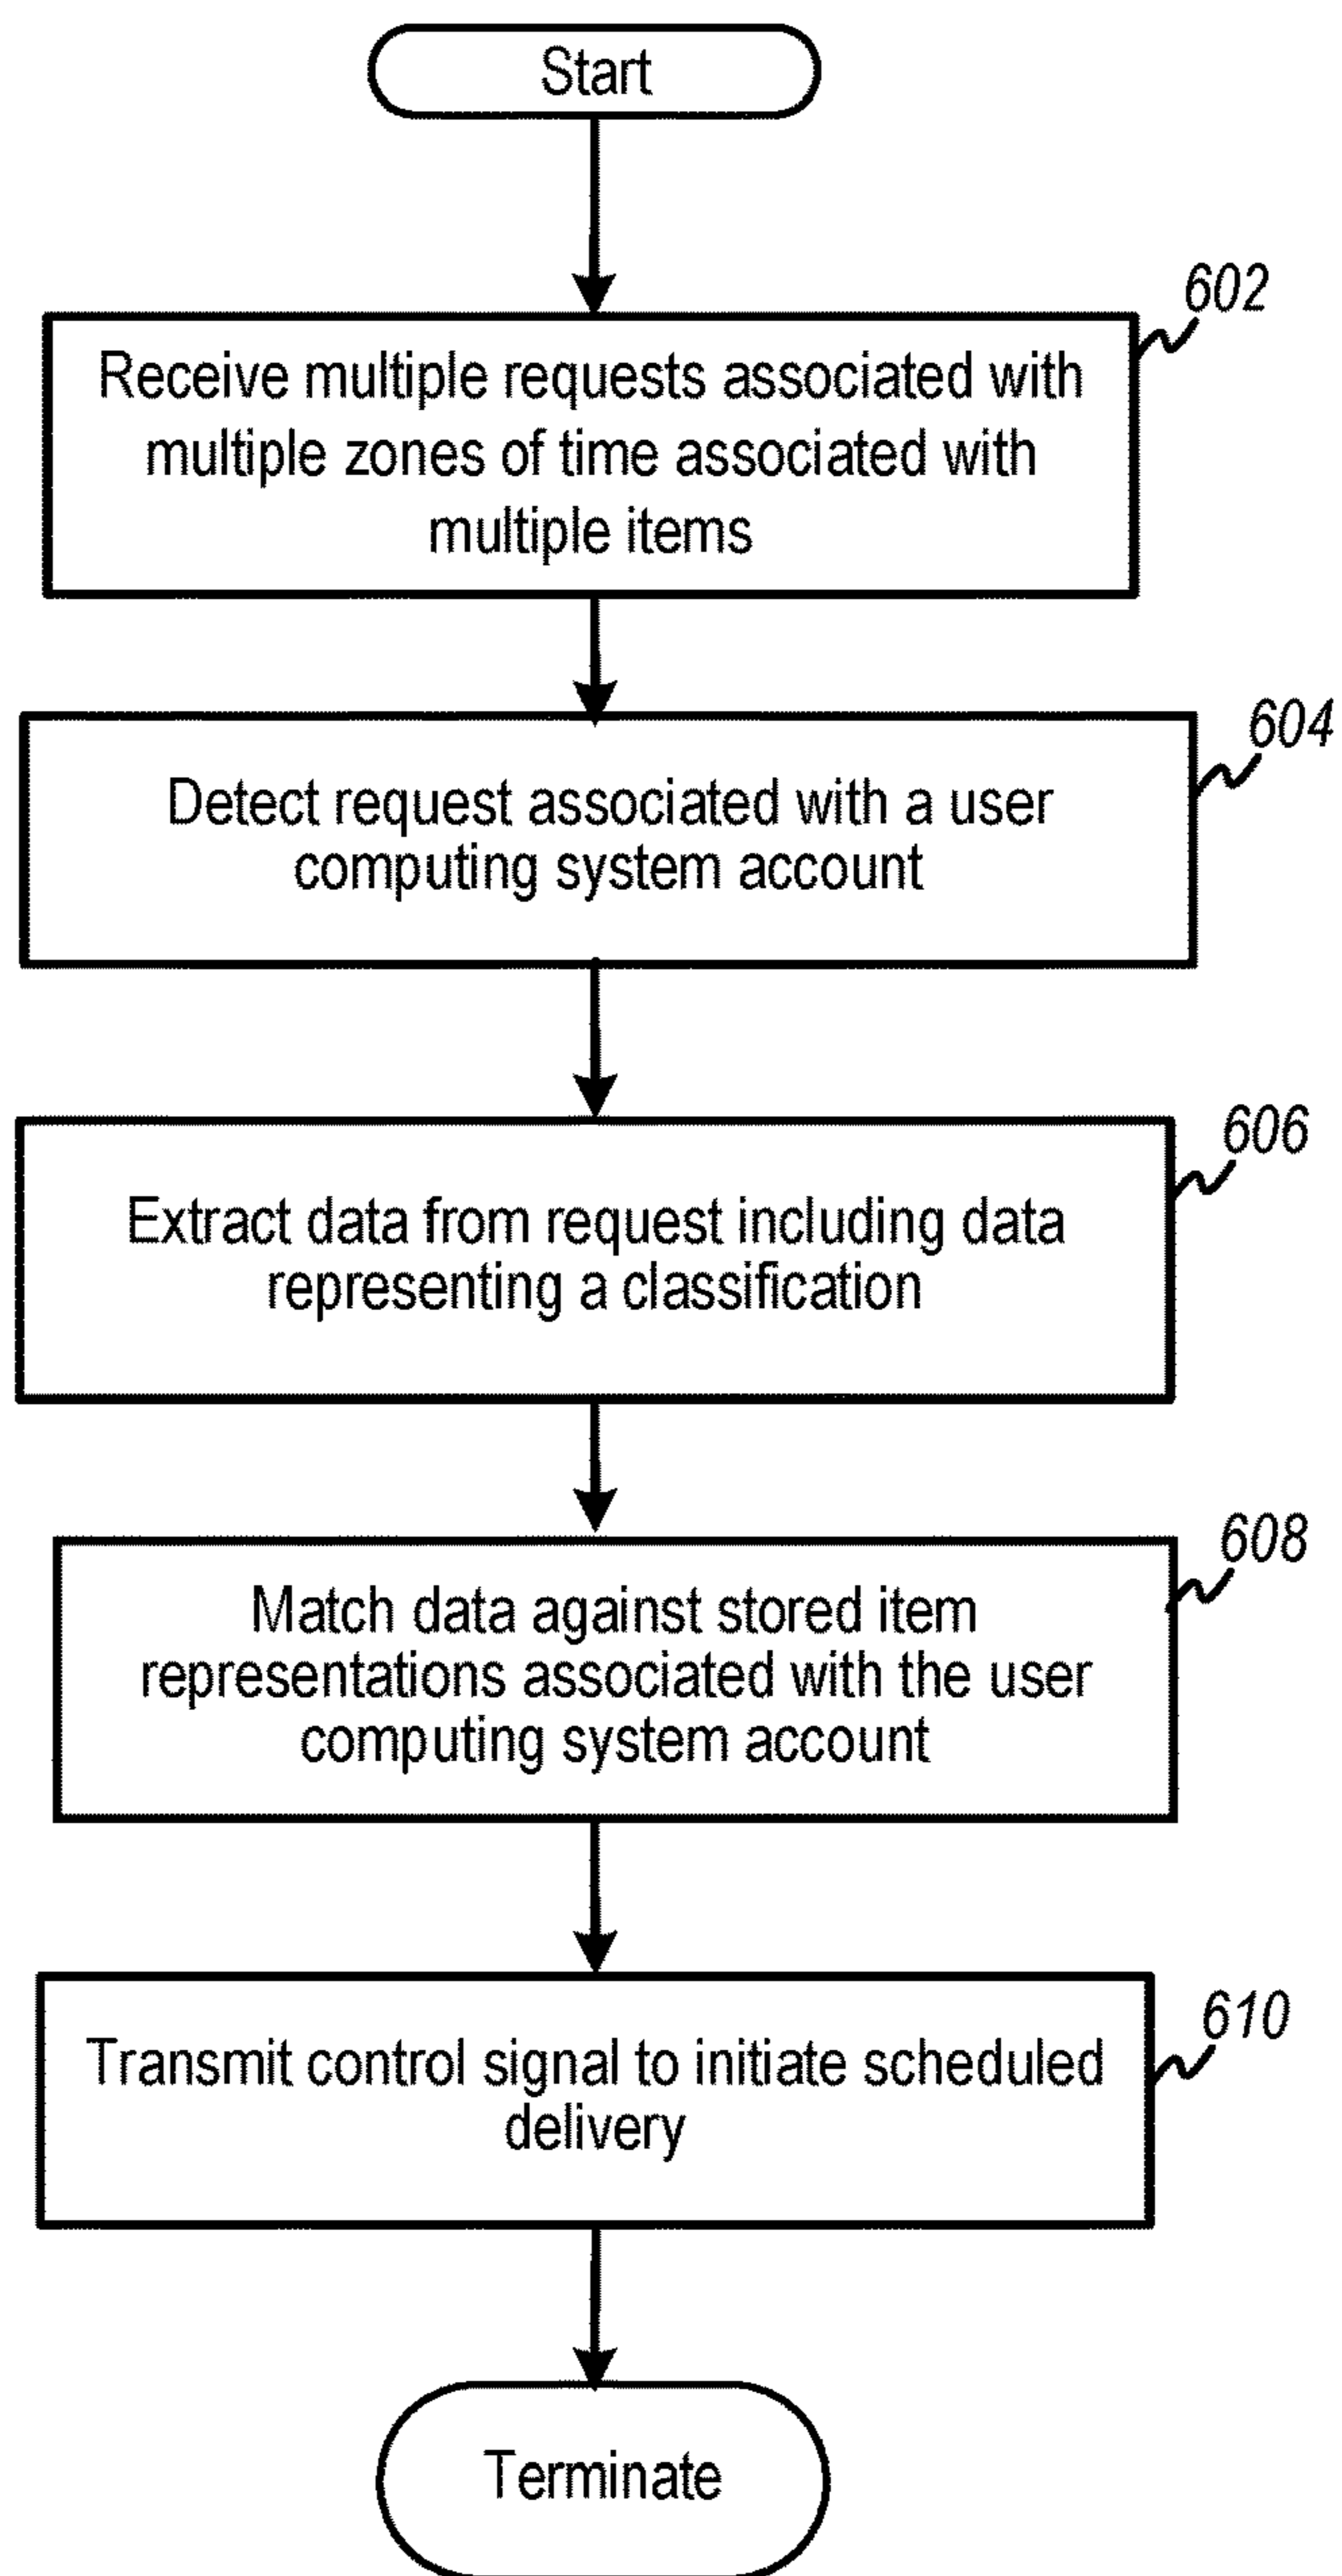 Start
602
Receive multiple requests associated with
multiple zones of time associated with
multiple items
604
Detect request associated with a user
computing system account
606
Extract data from request including data
representing a classification
608
Match data against stored item
representations associated with the user
computing system account
610
Transmit control signal to initiate scheduled
delivery
Terminate